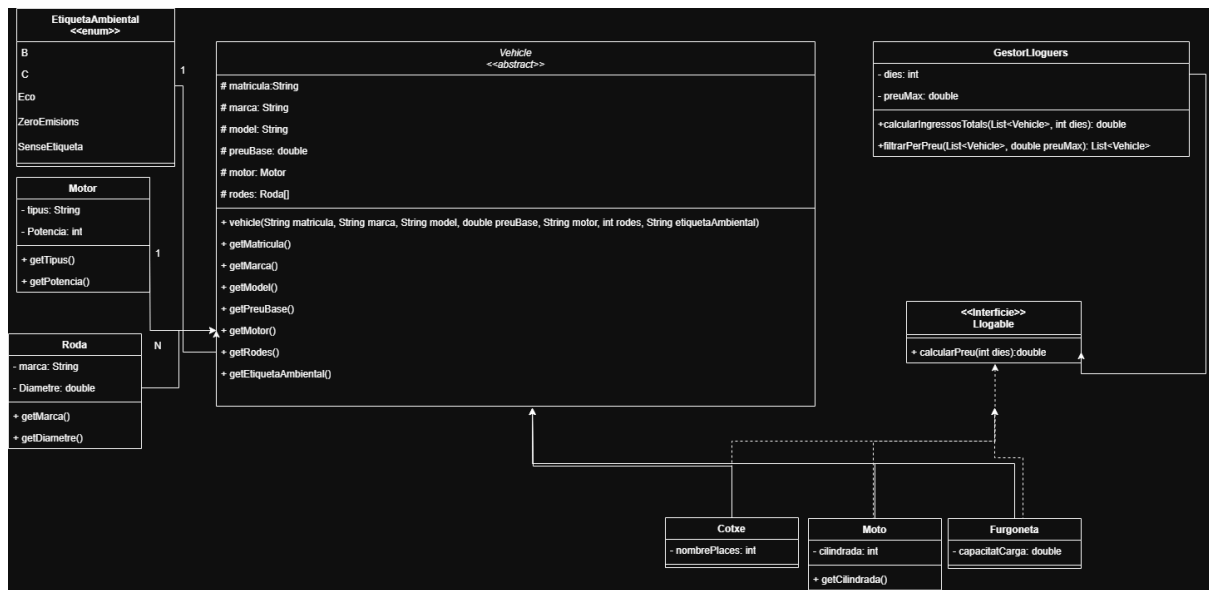 EtiquetaAmbiental
<<enum>>
B
C
Eco
ZeroEmisions
SenseEtiqueta
1
Motor
- tipus: String
- Potencia: int
+ getTipus()
+ getPotencia()
1
Roda
- marca: String
- Diametre: double
+ getMarca()
+ getDiametre()
N
Vehicle
<<abstract>>
# matricula:String
# marca: String
# model: String
# preuBase: double
# motor: Motor
# rodes: Roda[]
+ vehicle(String matricula, String marca, String model, double preuBase, String motor, int rodes, String etiquetaAmbiental)
+ getMatricula()
+ getMarca()
+ getModel()
+ getPreuBase()
+ getMotor()
+ getRodes()
+ getEtiquetaAmbiental()
GestorLloguers
- dies: int
- preuMax: double
+calcularIngressosTotals(List<Vehicle>, int dies): double
+filtrarPerPreu(List<Vehicle>, double preuMax): List<Vehicle>
<<Interficie>>
Llogable
+ calcularPreu(int dies):double
Cotxe
- nombrePlaces: int
Moto
- cilindrada: int
+ getCilindrada()
Furgoneta
- capacitatCarga: double